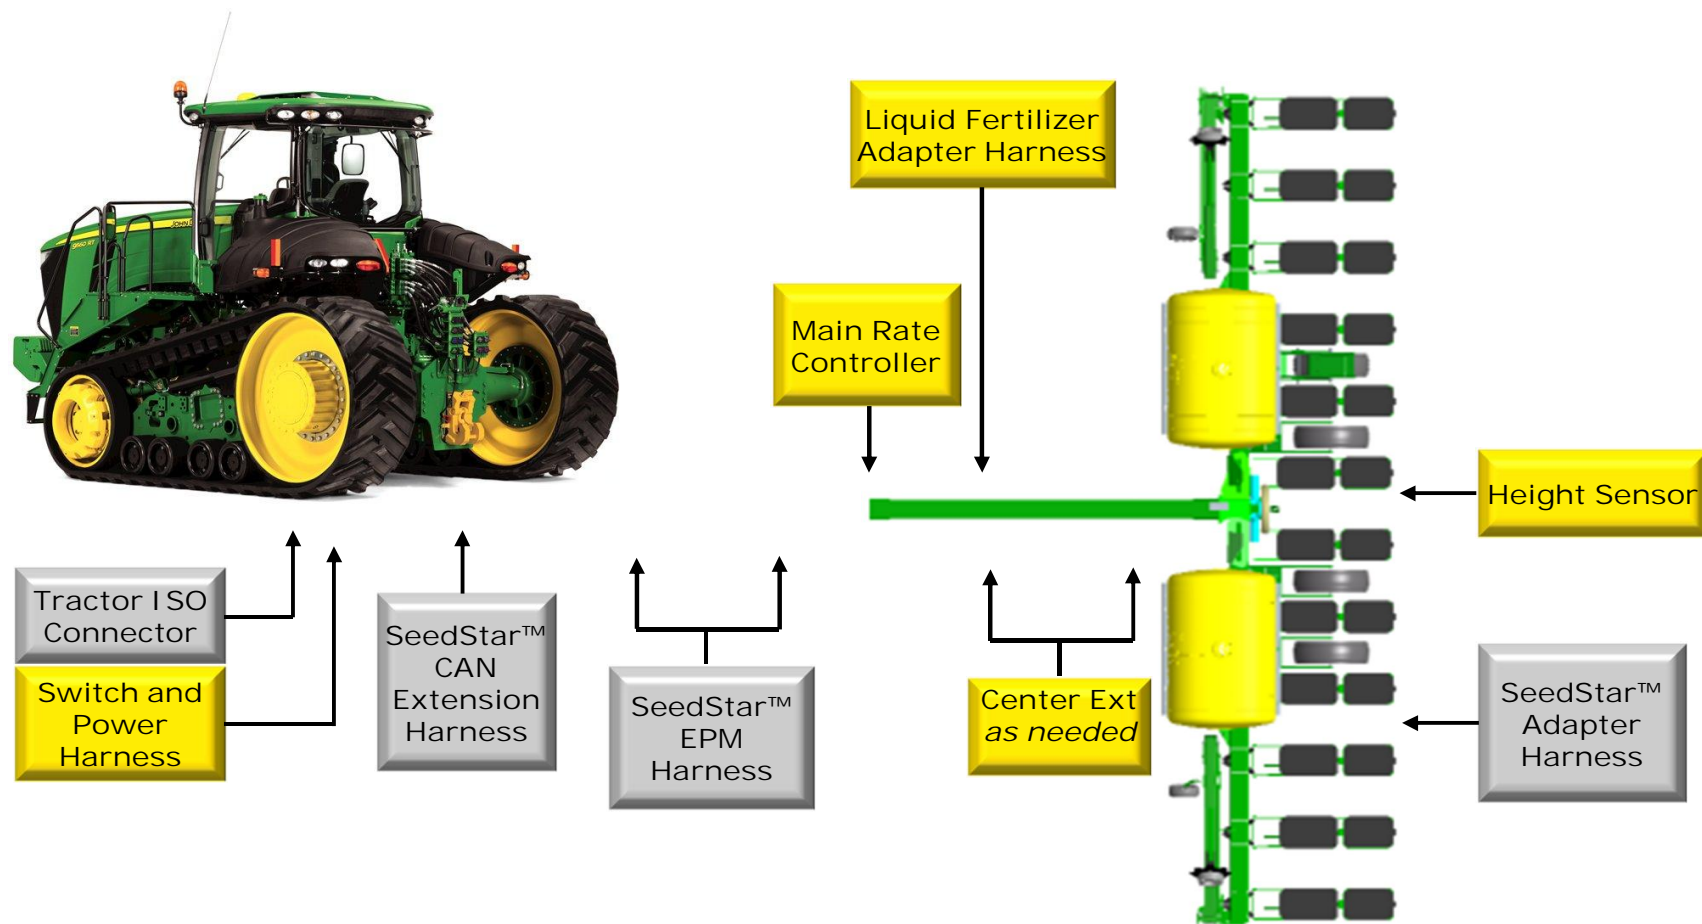 Liquid Fertilizer
Adapter Harness
Main Rate
Controller
Height Sensor
Tractor ISO
Connector
Switch and
Power
Harness
SeedStar™
CAN
Extension
Harness
SeedStar™
EPM
Harness
Center Ext
as needed
SeedStar™
Adapter
Harness